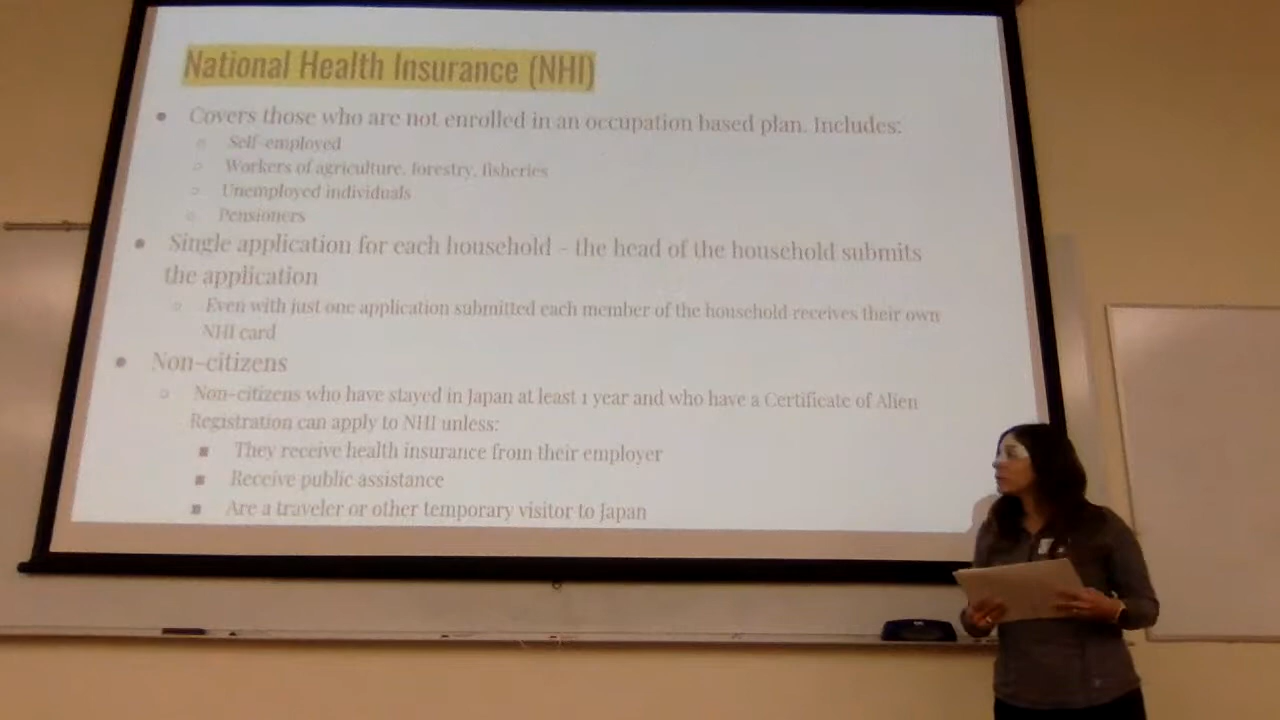 National Health Insurance (NHI)
Covers those who are not enrolled in an occupation based plan. Includes:
Self-employed
Workers of agriculture, forestry, fisheries
Unemployed individuals
Pensioners
Single application for each household - the head of the household submits
the application
Even with just one application submitted each member of the household receives their own
NHI card
Non-citizens
Non-citizens who have stayed in Japan at least 1 year and who have a Certificate of Alien
Registration can apply to NHI unless:
They receive health insurance from their employer
Receive public assistance
Are a traveler or other temporary visitor to Japan